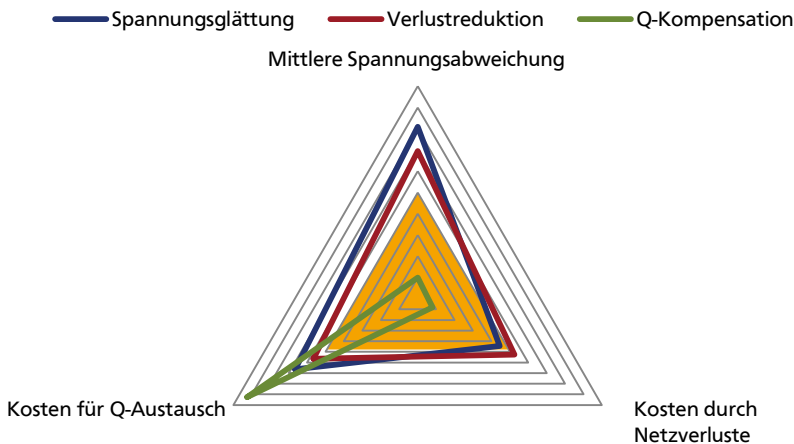 Spannungsglättung Verlustreduktion Q-Kompensation
Mittlere Spannungsabweichung
Kosten für Q-Austausch
Kosten durch
Netzverluste